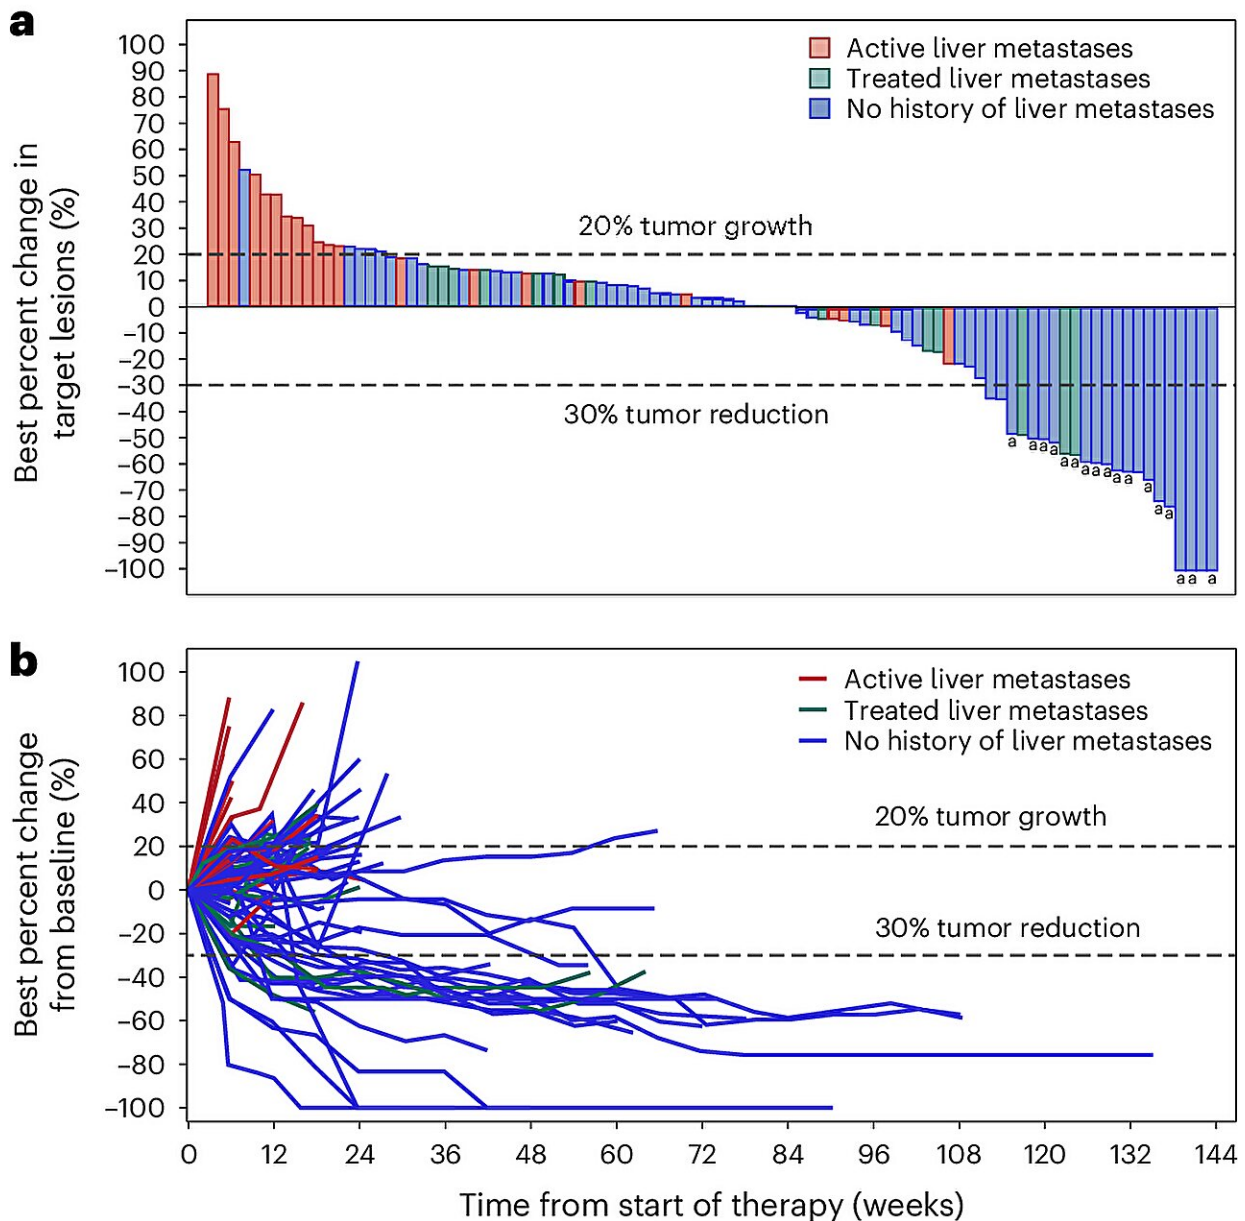 a
Best percent change in
target lesions (%)
100
90
80
70
60
50
40
30
20
10
0
−10
−20
−30
−40
−50
−60
−70
−80
−90
−100
Active liver metastases
Treated liver metastases
No history of liver metastases
20% tumor growth
30% tumor reduction
a
a a a
a a
a a a
a a
a
a a
a a a
b
Best percent change
from baseline (%)
100
80
60
40
20
0
−20
−40
−60
−80
−100
Active liver metastases
Treated liver metastases
No history of liver metastases
20% tumor growth
30% tumor reduction
0 12 24 36 48 60 72 84 96 108 120 132 144
Time from start of therapy (weeks)